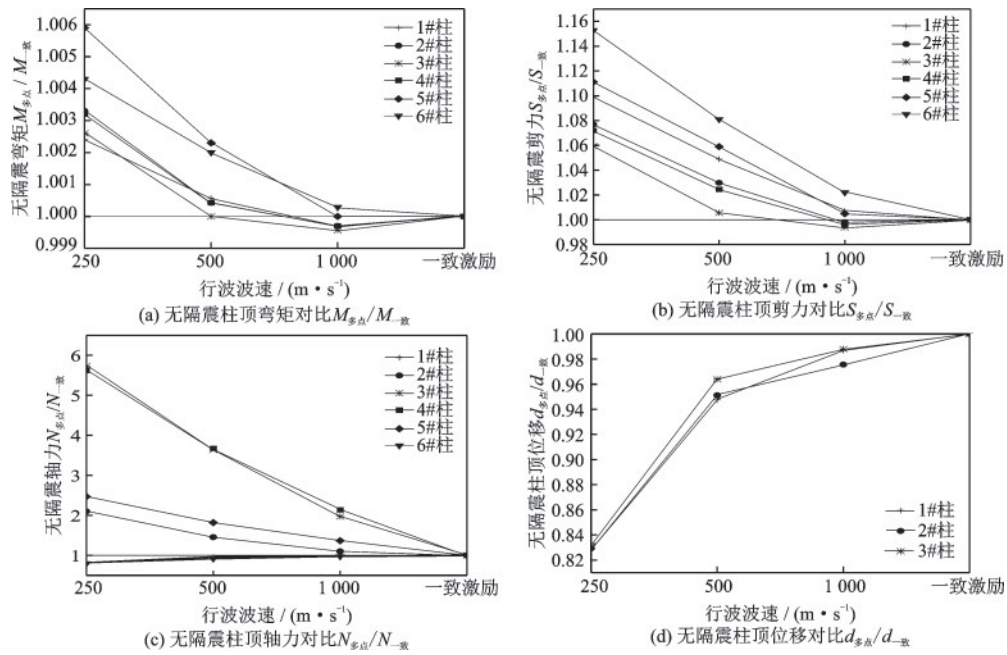 1.006
1.005
1.004
1.003
1.002
1.001
1.000
0.999
无隔震弯矩M多点 / M一致
1#柱
2#柱
3#柱
4#柱
5#柱
6#柱
250
500
1 000
一致激励
行波波速 / (m·s⁻¹)
(a) 无隔震柱顶弯矩对比M多点/M一致
1.16
1.14
1.12
1.10
1.08
1.06
1.04
1.02
1.00
0.98
无隔震剪力S多点/S一致
1#柱
2#柱
3#柱
4#柱
5#柱
6#柱
250
500
1 000
一致激励
行波波速 / (m·s⁻¹)
(b) 无隔震柱顶剪力对比S多点/S一致
6
5
4
3
2
1
无隔震轴力N多点/N一致
1#柱
2#柱
3#柱
4#柱
5#柱
6#柱
250
500
1 000
一致激励
行波波速 / (m·s⁻¹)
(c) 无隔震柱顶轴力对比N多点/N一致
1.00
0.98
0.96
0.94
0.92
0.90
0.88
0.86
0.84
0.82
无隔震柱顶位移d多点/d一致
1#柱
2#柱
3#柱
250
500
1 000
一致激励
行波波速 / (m·s⁻¹)
(d) 无隔震柱顶位移对比d多点/d一致